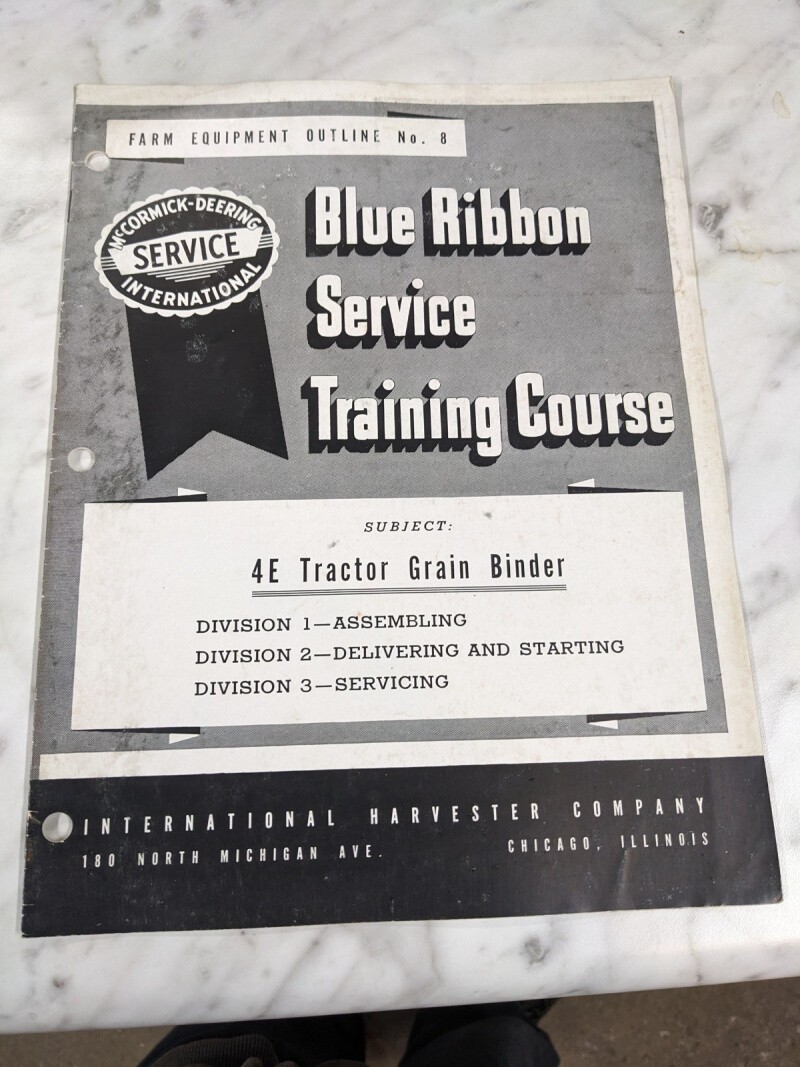 FARM EQUIPMENT OUTLINE No. 8
McCORMICK-DEERING
SERVICE
INTERNATIONAL
Blue Ribbon
Service
Training Course
SUBJECT:
4E Tractor Grain Binder
DIVISION 1—ASSEMBLING
DIVISION 2—DELIVERING AND STARTING
DIVISION 3—SERVICING
INTERNATIONAL HARVESTER COMPANY
180 NORTH MICHIGAN AVE. CHICAGO, ILLINOIS